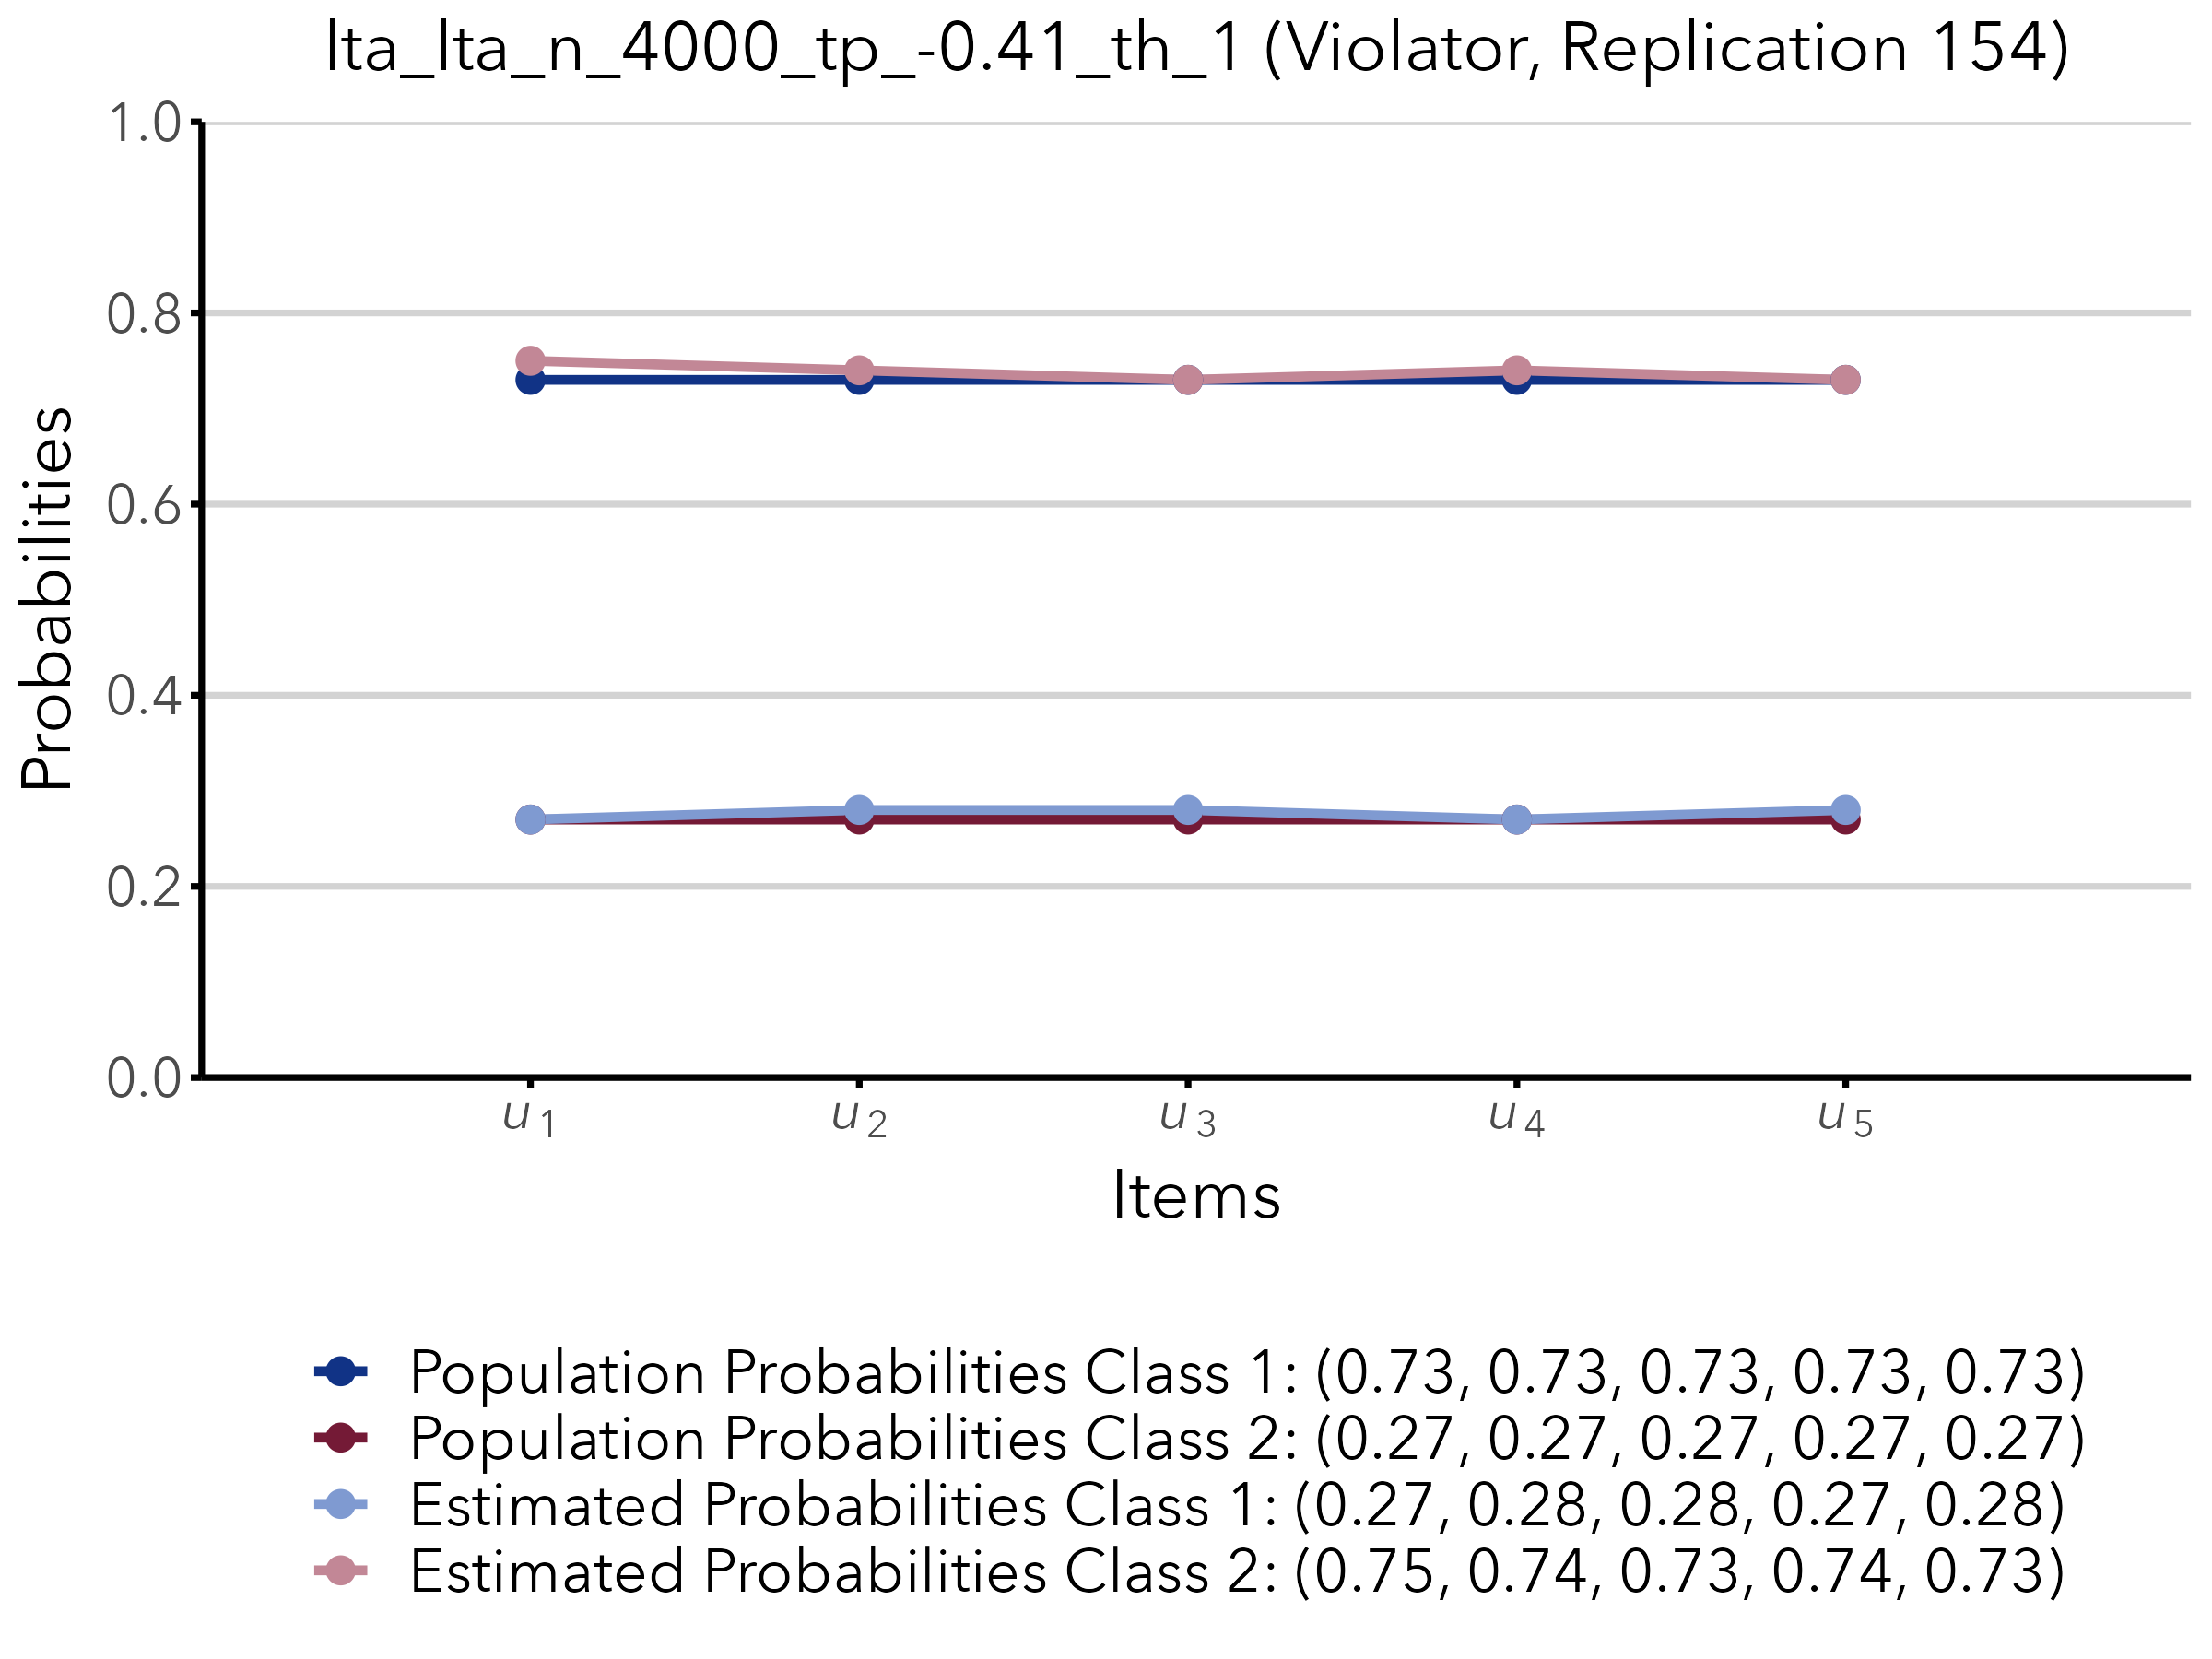 lta_lta_n_4000_tp_-0.41_th_1 (Violator, Replication 154)
1.0
0.8
0.6
0.4
0.2
0.0
Probabilities
u1 u2 u3 u4 u5
Items
Population Probabilities Class 1: (0.73, 0.73, 0.73, 0.73, 0.73)
Population Probabilities Class 2: (0.27, 0.27, 0.27, 0.27, 0.27)
Estimated Probabilities Class 1: (0.27, 0.28, 0.28, 0.27, 0.28)
Estimated Probabilities Class 2: (0.75, 0.74, 0.73, 0.74, 0.73)